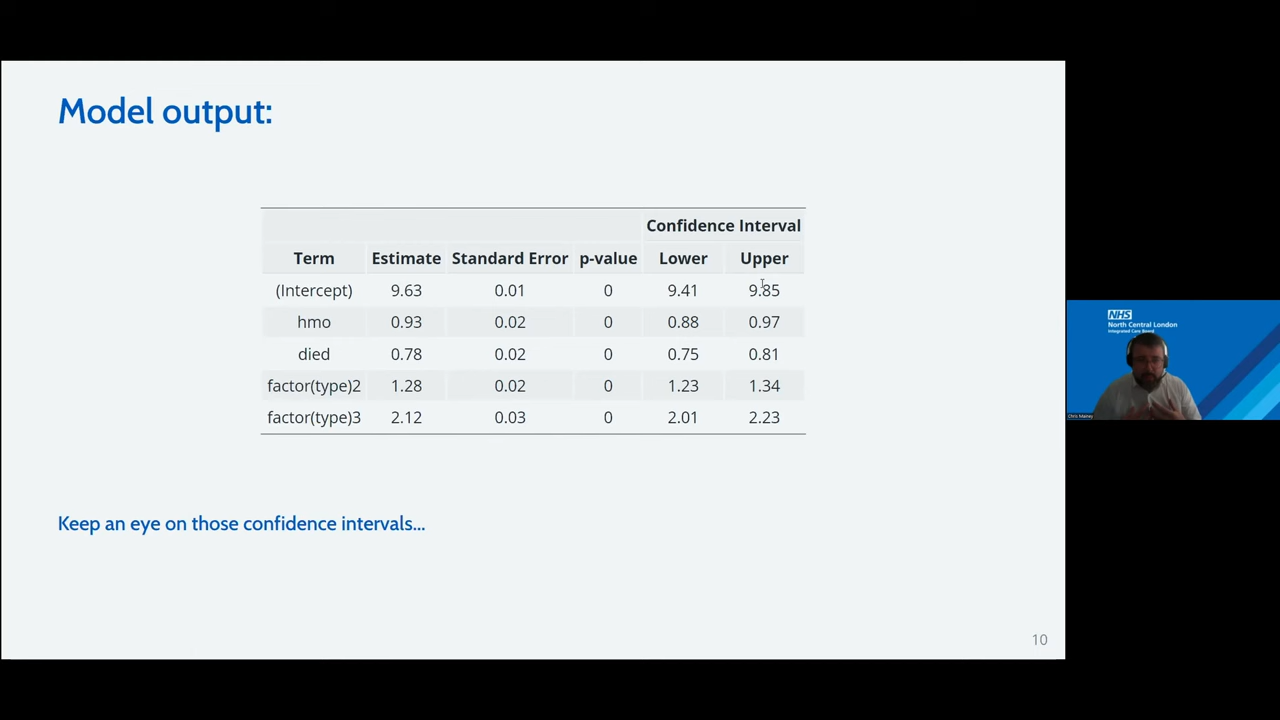 Model output:
Confidence Interval
Term Estimate Standard Error p-value Lower Upper
(Intercept) 9.63 0.01 0 9.41 9.85
hmo 0.93 0.02 0 0.88 0.97
died 0.78 0.02 0 0.75 0.81
factor(type)2 1.28 0.02 0 1.23 1.34
factor(type)3 2.12 0.03 0 2.01 2.23
Keep an eye on those confidence intervals...
10
NHS
North Central London
Integrated Care Board